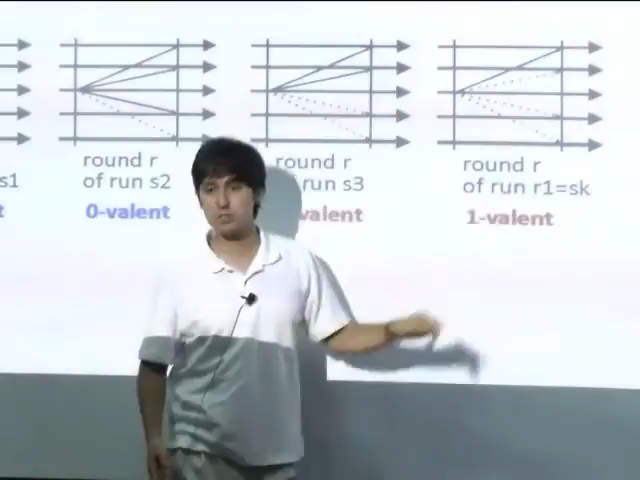 s1
t
round r
of run s2
0-valent
round r
run s3
valent
round r
of run r1=sk
1-valent